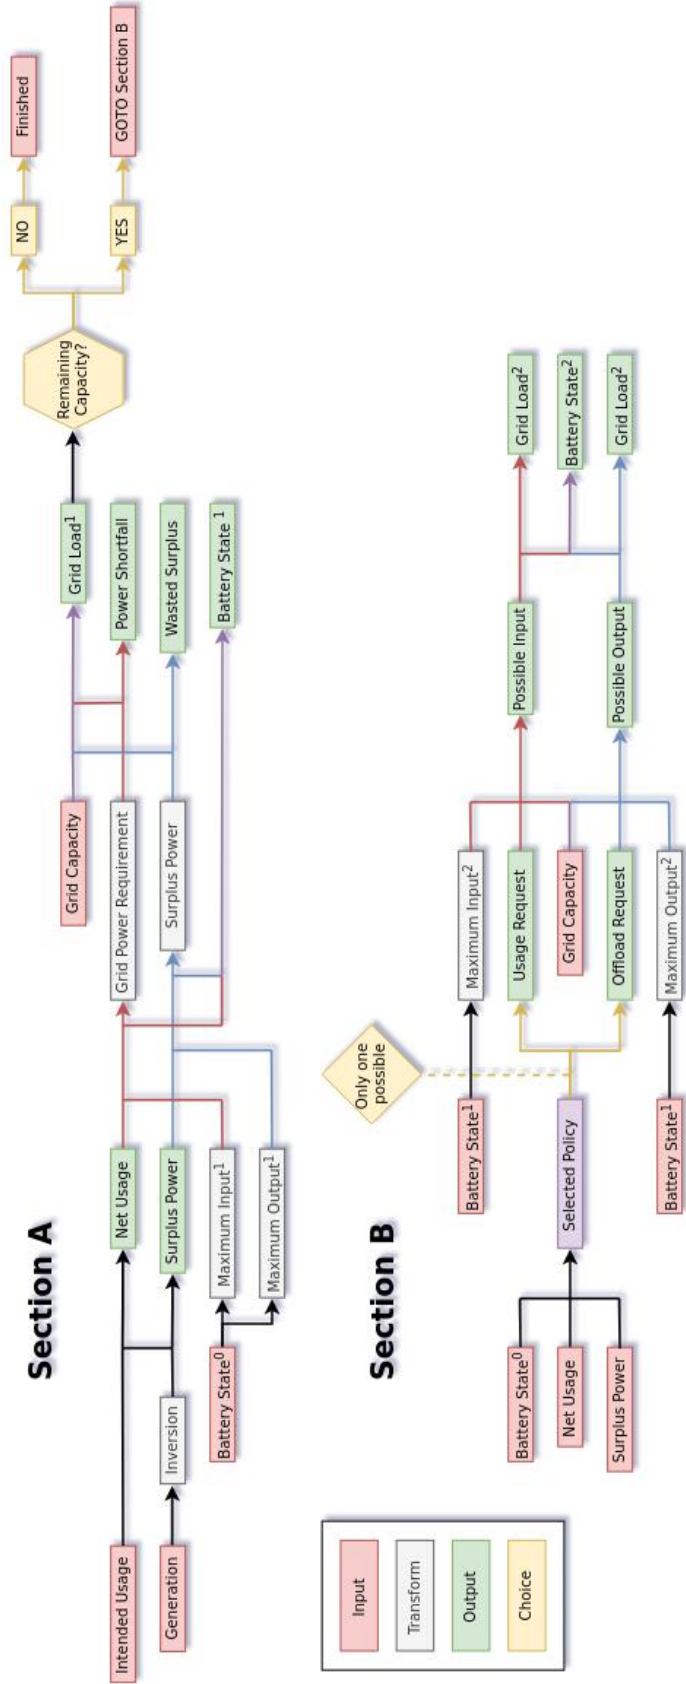 Section A
Intended Usage
Generation
Inversion
Battery State0
Net Usage
Surplus Power
Maximum Input1
Maximum Output1
Grid Capacity
Grid Power Requirement
Surplus Power
Grid Load1
Power Shortfall
Wasted Surplus
Battery State 1
Remaining
Capacity?
NO
YES
Finished
GOTO Section B
Section B
Battery State0
Net Usage
Surplus Power
Battery State1
Selected Policy
Battery State1
Only one
possible
Maximum Input2
Usage Request
Grid Capacity
Offload Request
Maximum Output2
Possible Input
Possible Output
Grid Load2
Battery State2
Grid Load2
Input
Transform
Output
Choice